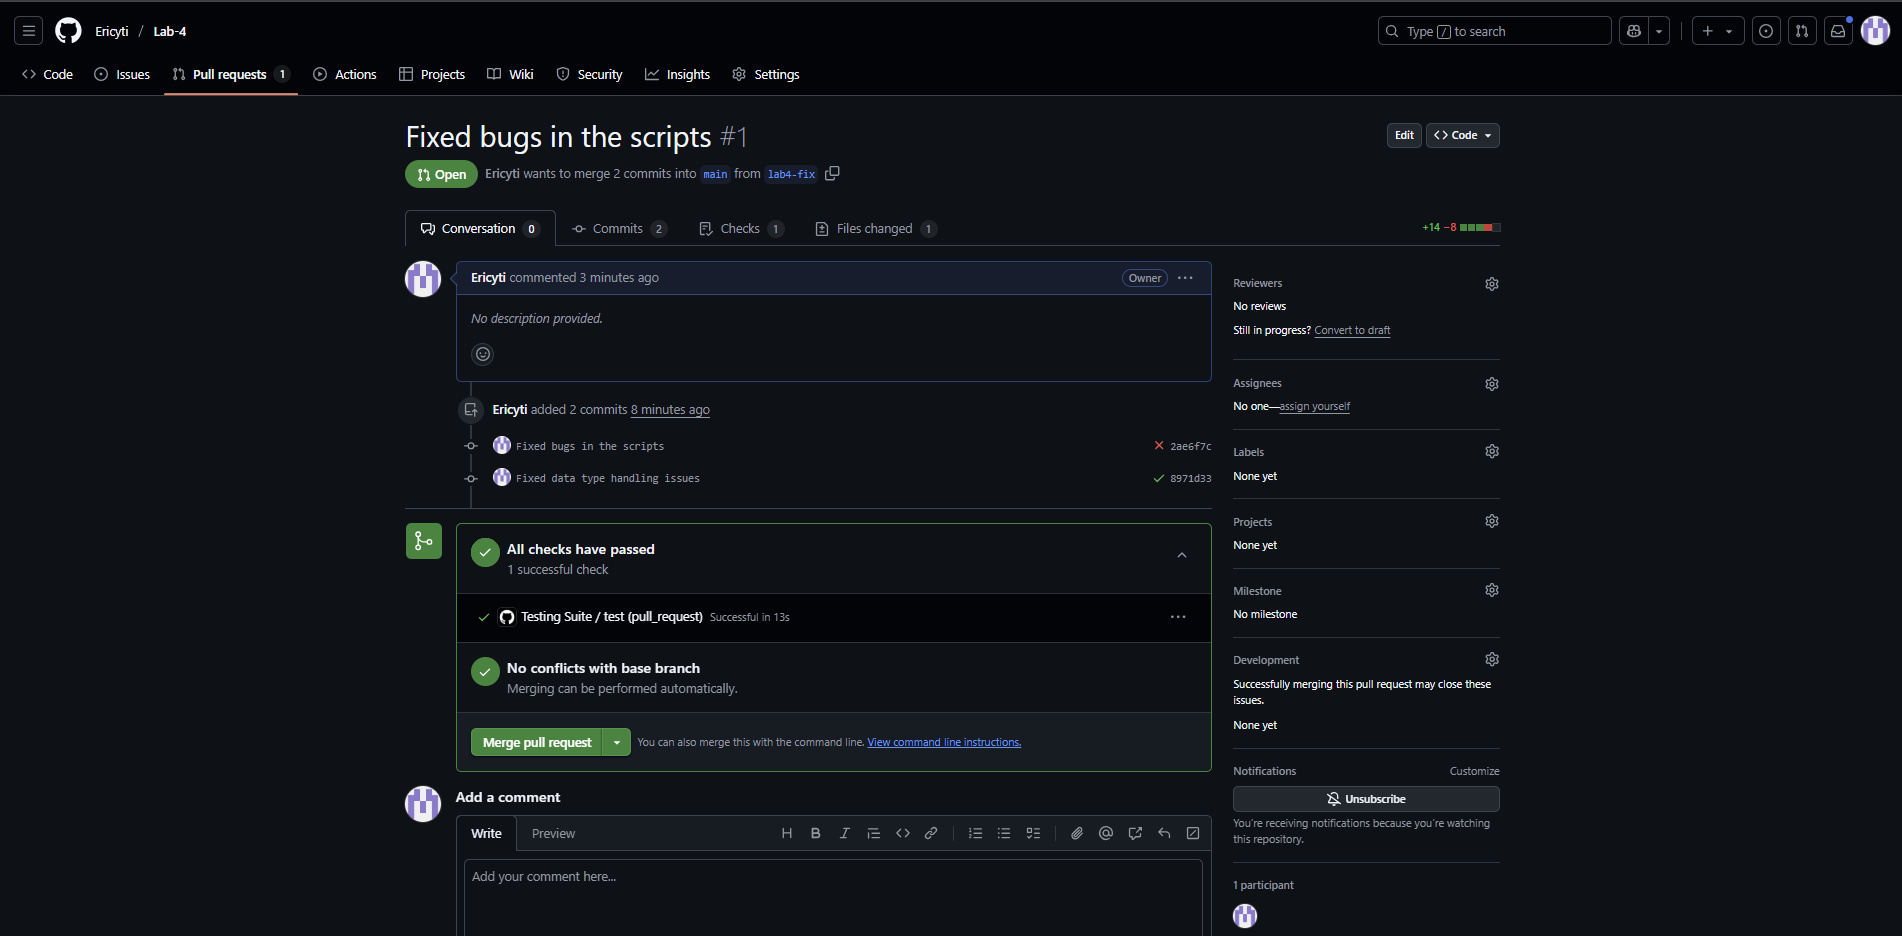 Ericyti / Lab-4
Type / to search
Code
Issues
Pull requests 1
Actions
Projects
Wiki
Security
Insights
Settings
Fixed bugs in the scripts #1
Edit
Code
Open
Ericyti wants to merge 2 commits into main from lab4-fix
Conversation 0
Commits 2
Checks 1
Files changed 1
+14 −8
Ericyti commented 3 minutes ago
Owner
No description provided.
Ericyti added 2 commits 8 minutes ago
Fixed bugs in the scripts
2ae6f7c
Fixed data type handling issues
8971d33
All checks have passed
1 successful check
Testing Suite / test (pull_request) Successful in 13s
No conflicts with base branch
Merging can be performed automatically.
Merge pull request
You can also merge this with the command line. View command line instructions.
Add a comment
Write
Preview
Add your comment here...
Reviewers
No reviews
Still in progress? Convert to draft
Assignees
No one—assign yourself
Labels
None yet
Projects
None yet
Milestone
No milestone
Development
Successfully merging this pull request may close these
issues.
None yet
Notifications
Customize
Unsubscribe
You're receiving notifications because you're watching
this repository.
1 participant